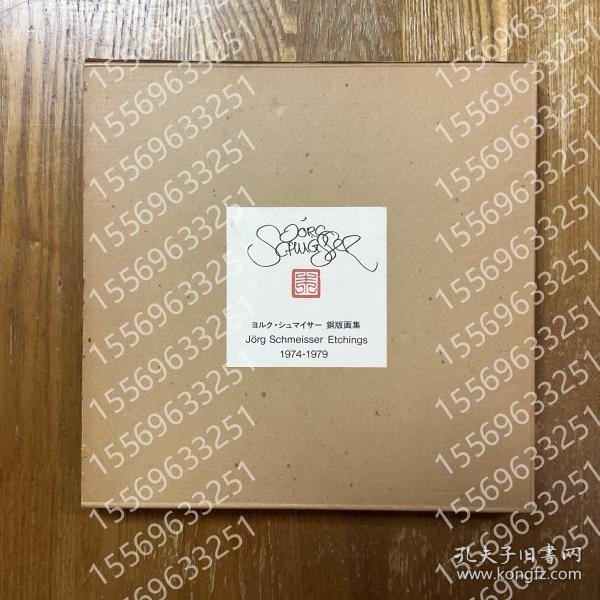 JÖRG
SCHMEISSER
ヨルク・シュマイサー 銅版画集
Jörg Schmeisser Etchings
1974-1979
孔夫子旧书网
www.kongfz.com
15569633251